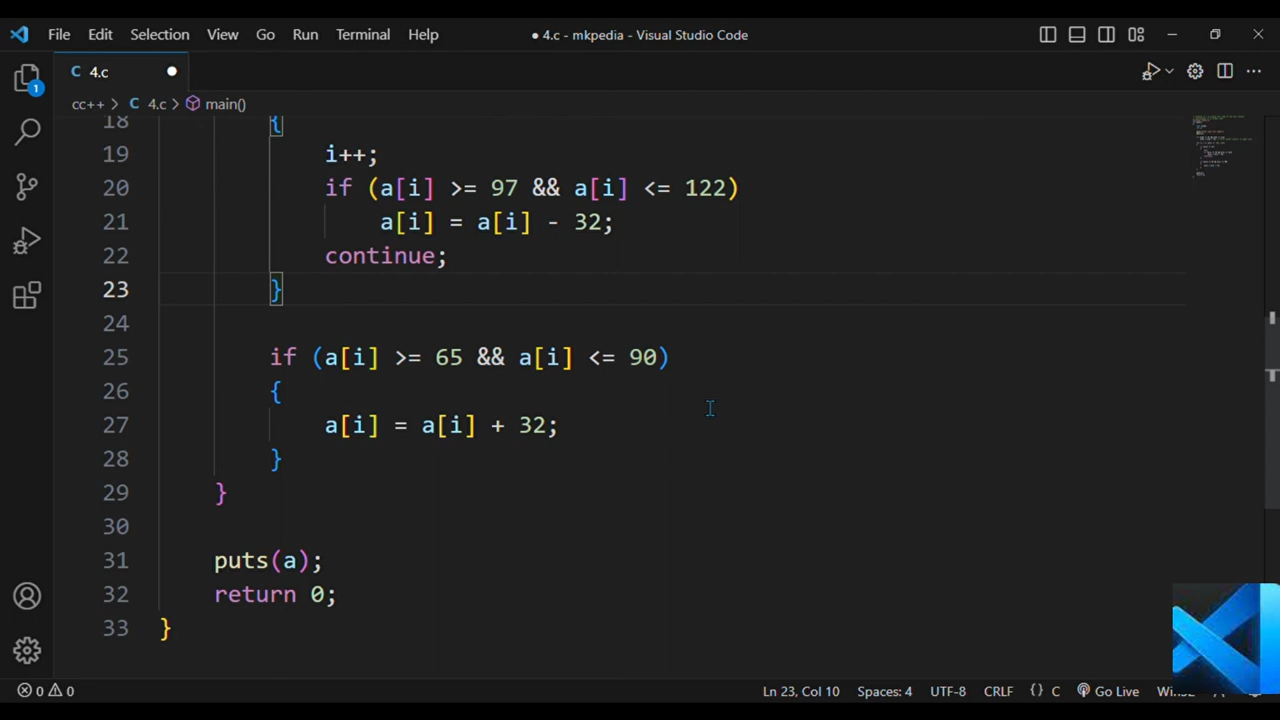 File Edit Selection View Go Run Terminal Help ● 4.c - mkpedia - Visual Studio Code
C 4.c ●
1
cc++ > C 4.c > main()
18 {
19 i++;
20 if (a[i] >= 97 && a[i] <= 122)
21 a[i] = a[i] - 32;
22 continue;
23 }
24
25 if (a[i] >= 65 && a[i] <= 90)
26 {
27 a[i] = a[i] + 32;
28 }
29 }
30
31 puts(a);
32 return 0;
33 }
0 0 Ln 23, Col 10 Spaces: 4 UTF-8 CRLF {} C Go Live